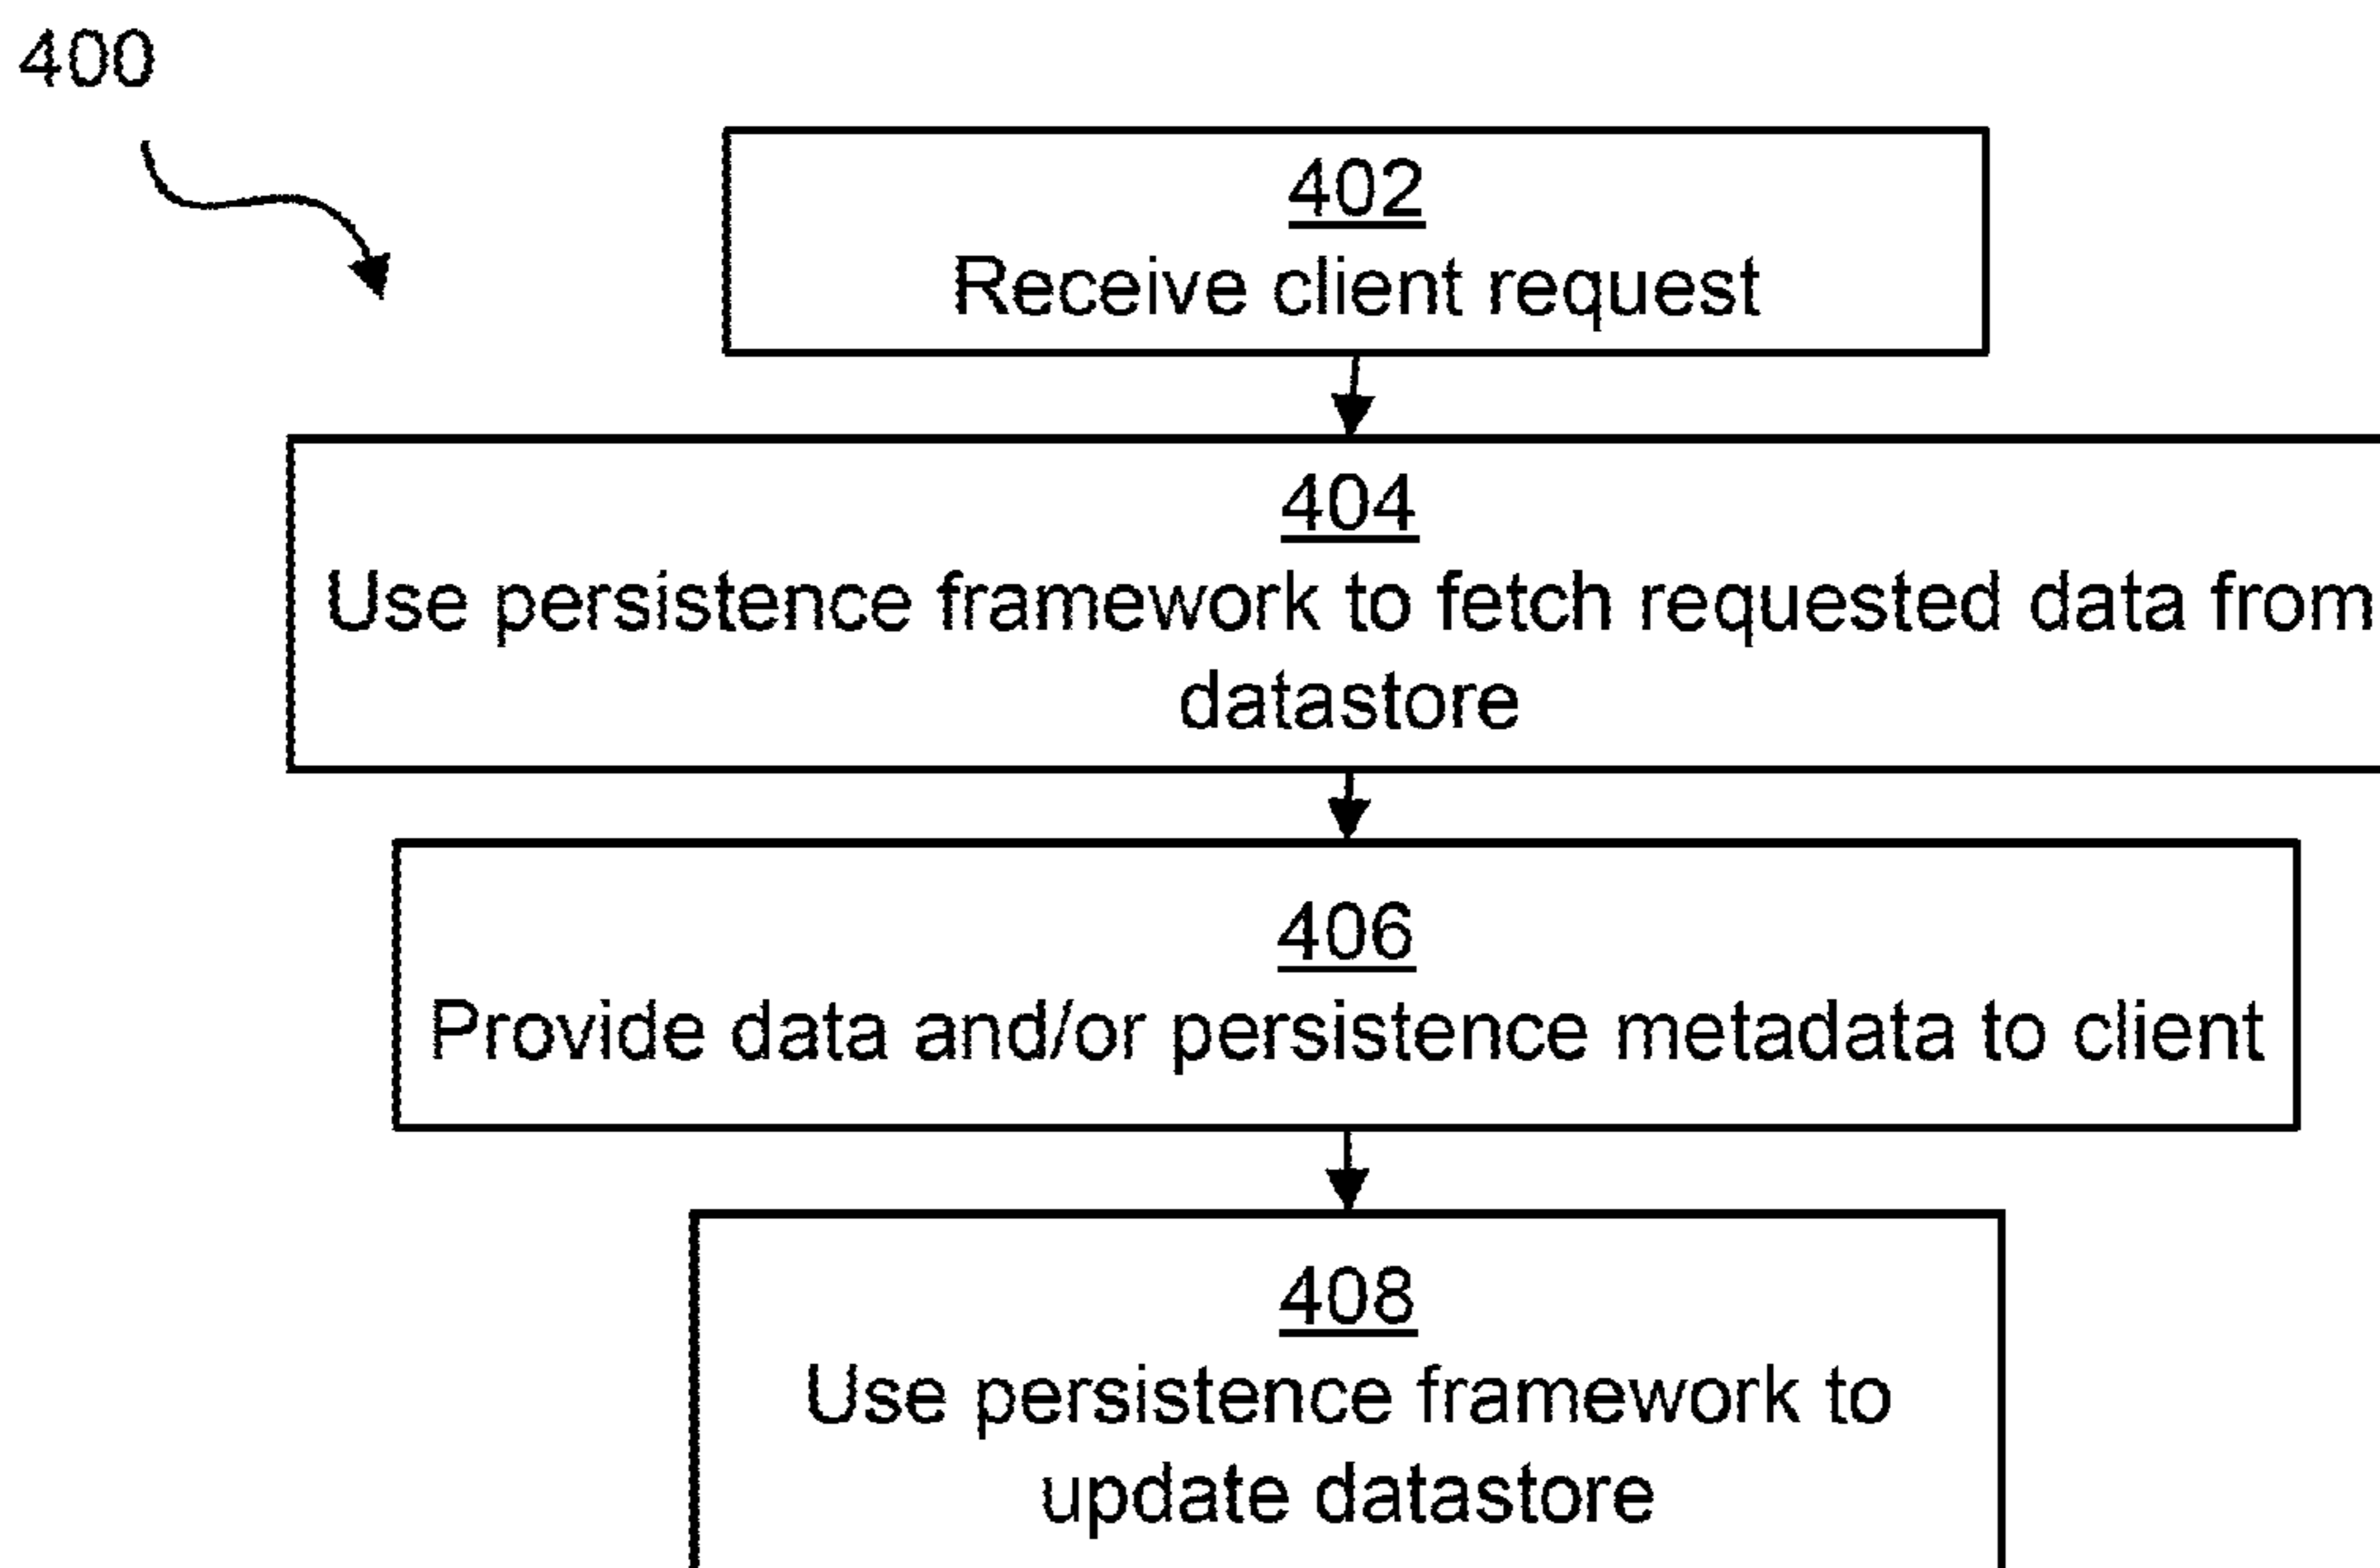 400
402
Receive client request
404
Use persistence framework to fetch requested data from
datastore
406
Provide data and/or persistence metadata to client
408
Use persistence framework to
update datastore